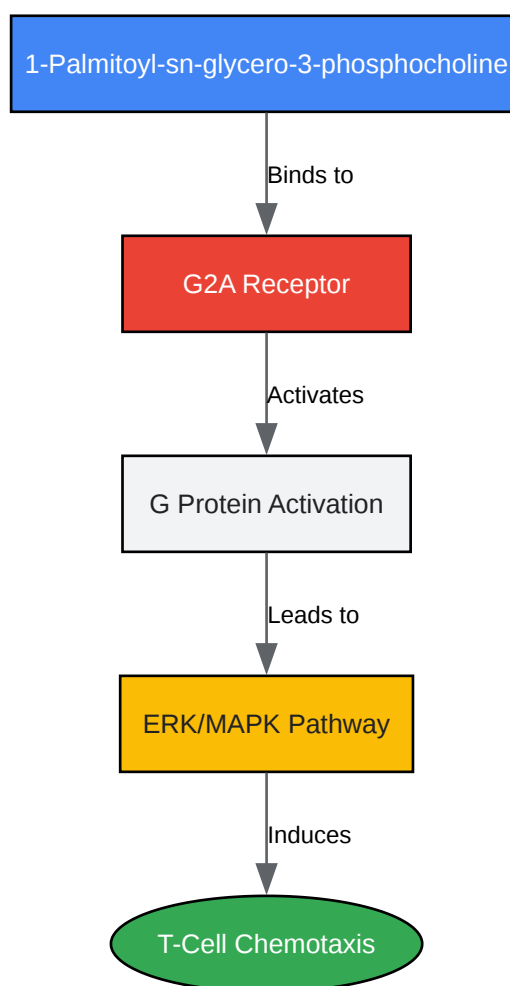 1-Palmitoyl-sn-glycero-3-phosphocholine
Binds to
G2A Receptor
Activates
G Protein Activation
Leads to
ERK/MAPK Pathway
Induces
T-Cell Chemotaxis